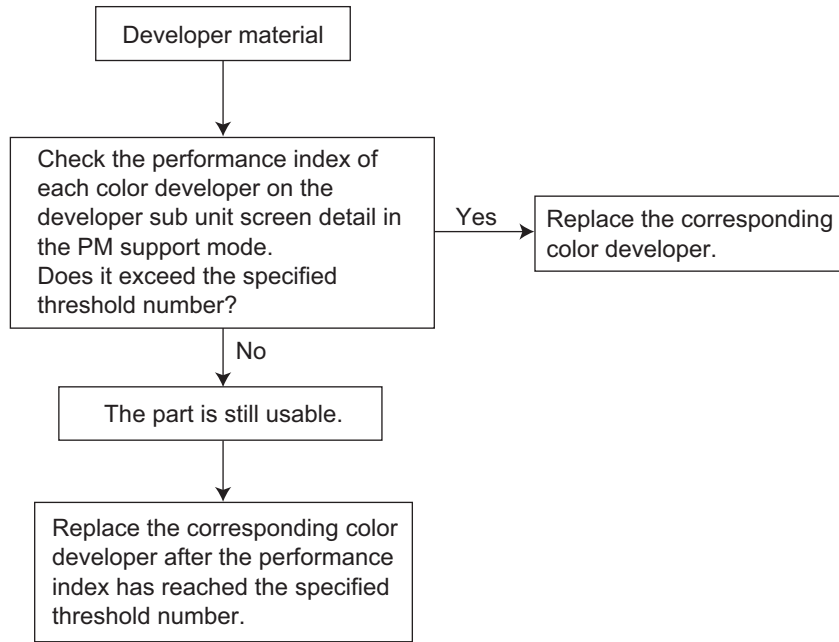 Developer material
Check the performance index of
each color developer on the
developer sub unit screen detail in
the PM support mode.
Does it exceed the specified
threshold number?
Yes
Replace the corresponding
color developer.
No
The part is still usable.
Replace the corresponding color
developer after the performance
index has reached the specified
threshold number.